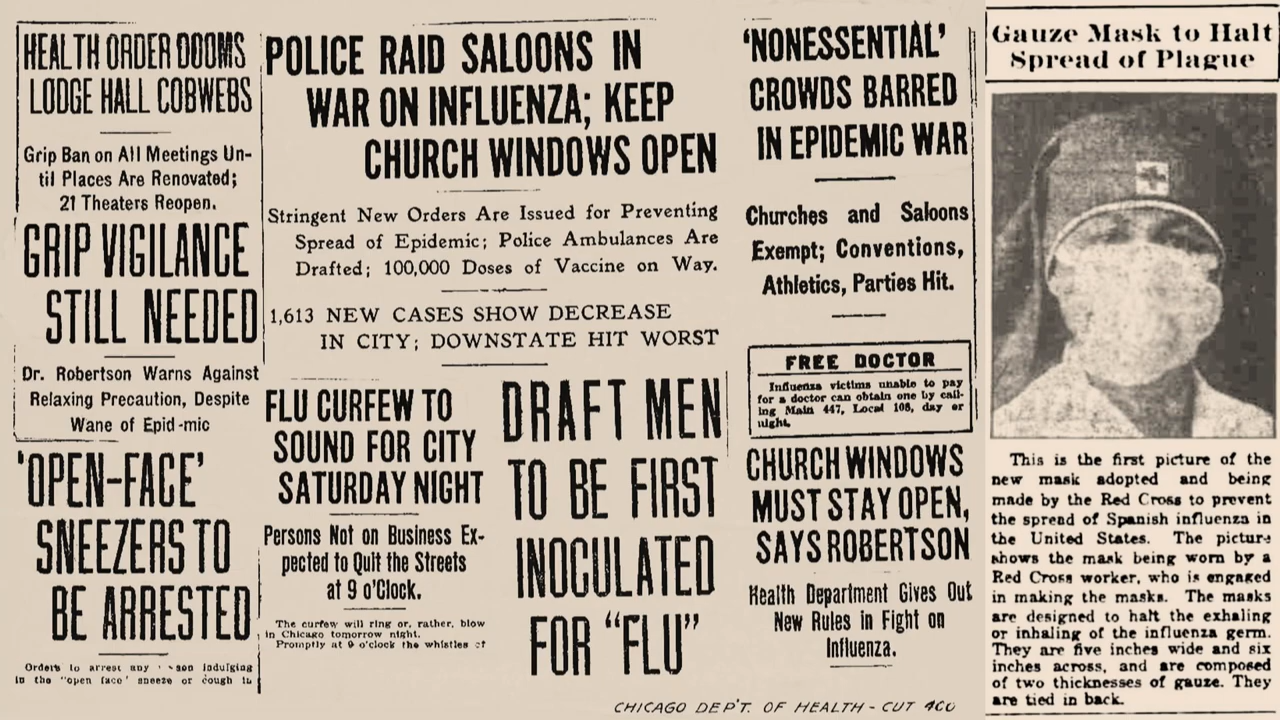 HEALTH ORDER DOOMS
LODGE HALL COBWEBS
Grip Ban on All Meetings Un-
til Places Are Renovated;
21 Theaters Reopen.
GRIP VIGILANCE
STILL NEEDED
Dr. Robertson Warns Against
Relaxing Precaution, Despite
Wane of Epid-mic
'OPEN-FACE'
SNEEZERS TO
BE ARRESTED
Orders to arrest any son indulging
in the "open face' sneeze or cough in
POLICE RAID SALOONS IN
WAR ON INFLUENZA; KEEP
CHURCH WINDOWS OPEN
Stringent New Orders Are Issued for Preventing
Spread of Epidemic; Police Ambulances Are
Drafted; 100,000 Doses of Vaccine on Way.
1,613 NEW CASES SHOW DECREASE
IN CITY; DOWNSTATE HIT WORST
FLU CURFEW TO
SOUND FOR CITY
SATURDAY NIGHT
Persons Not on Business Ex-
pected to Quit the Streets
at 9 o'Clock.
The curfew will ring or, rather, blow
in Chicago tomorrow night.
Promptly at 9 o'clock the whistles of
DRAFT MEN
TO BE FIRST
INOCULATED
FOR "FLU"
'NONESSENTIAL'
CROWDS BARRED
IN EPIDEMIC WAR
Churches and Saloons
Exempt; Conventions,
Athletics, Parties Hit.
FREE DOCTOR
Influenza victims unable to pay
for a doctor can obtain one by call-
ing Main 447, Local 108, day or
night.
CHURCH WINDOWS
MUST STAY OPEN,
SAYS ROBERTSON
Health Department Gives Out
New Rules in Fight on
Influenza.
CHICAGO DEP'T. OF HEALTH - CUT 400
Gauze Mask to Halt
Spread of Plague
This is the first picture of the
new mask adopted and being
made by the Red Cross to prevent
the spread of Spanish influenza in
the United States. The picture
shows the mask being worn by a
Red Cross worker, who is engaged
in making the masks. The masks
are designed to halt the exhaling
or inhaling of the influenza germ.
They are five inches wide and six
inches across, and are composed
of two thicknesses of gauze. They
are tied in back.